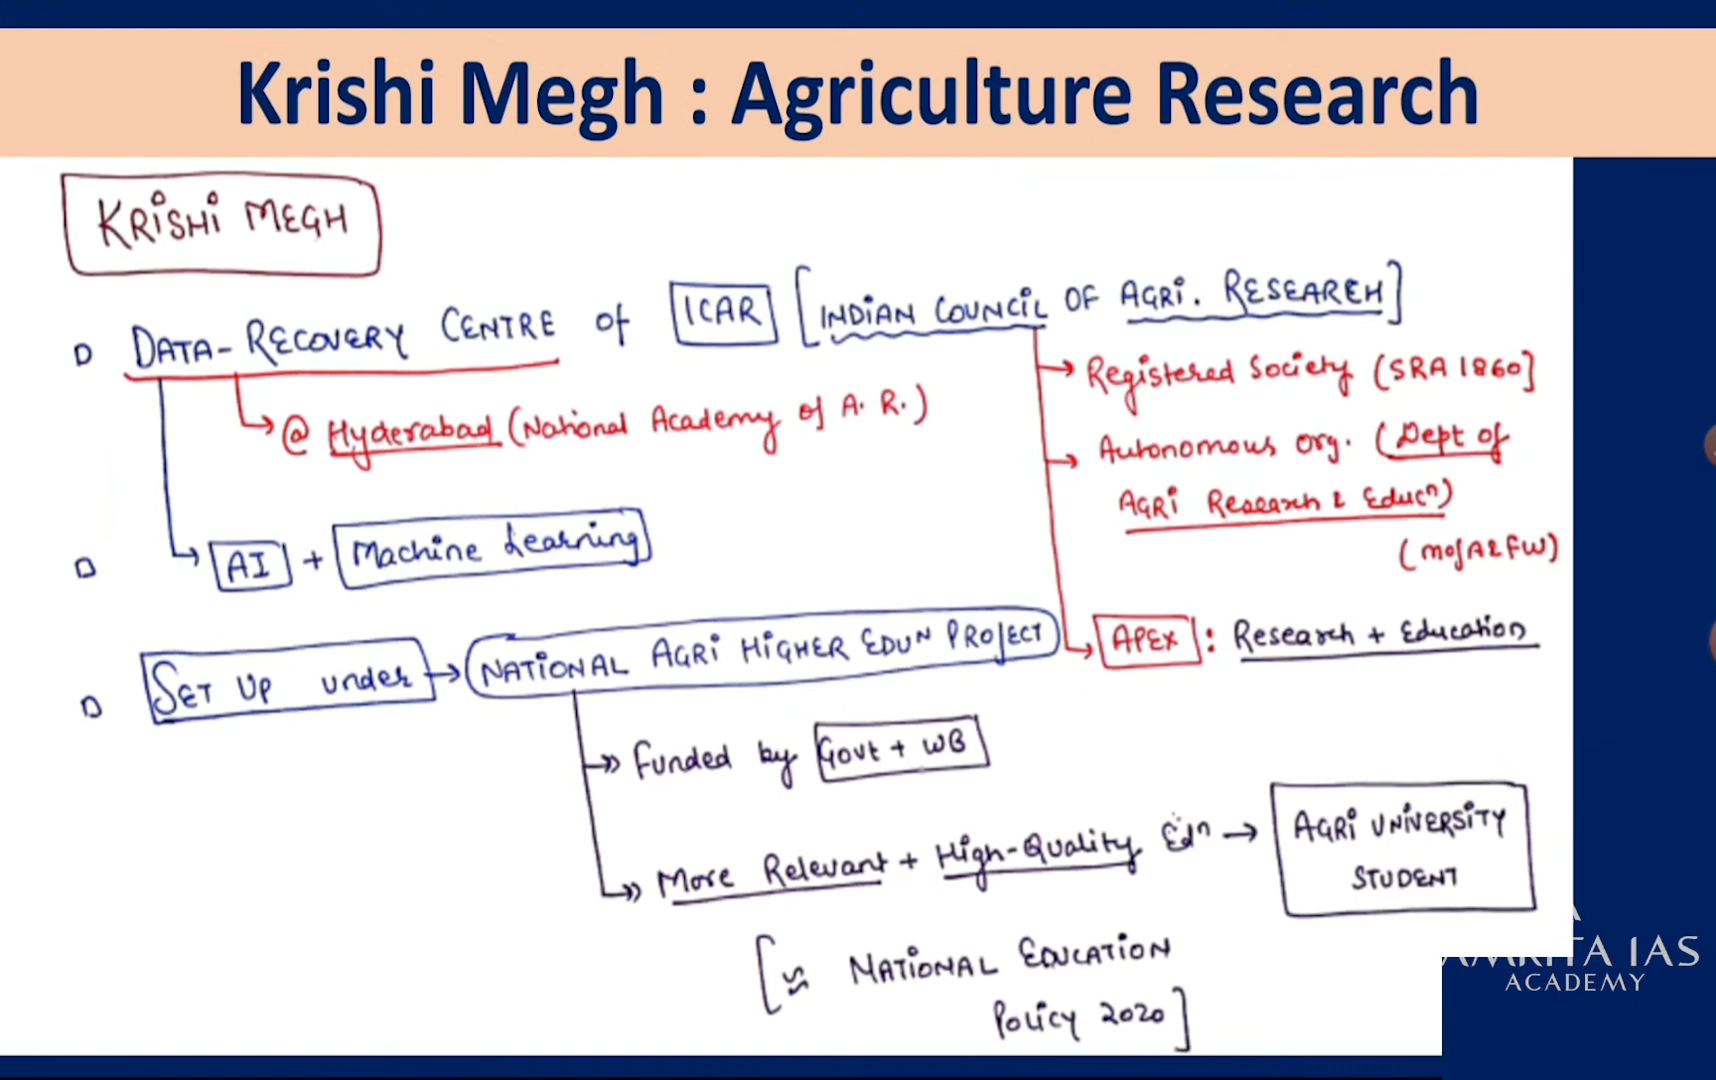 Krishi Megh : Agriculture Research
KRISHI MEGH
DATA-RECOVERY CENTRE of ICAR [INDIAN COUNCIL OF AGRI. RESEARCH]
→ Registered Society (SRA 1860]
→ @ Hyderabad (National Academy of A. R.)
→ Autonomous org. (Dept of
AGRI Research & Educn)
(MofA&FW)
→ AI + Machine Learning
→ APEX : Research + Education
SET UP under → NATIONAL AGRI HIGHER EDUN PROJECT
Funded by Govt + WB
More Relevant + High-Quality Edn → AGRI UNIVERSITY
STUDENT
[≈ NATIONAL EDUCATION
Policy 2020]
IAS
ACADEMY